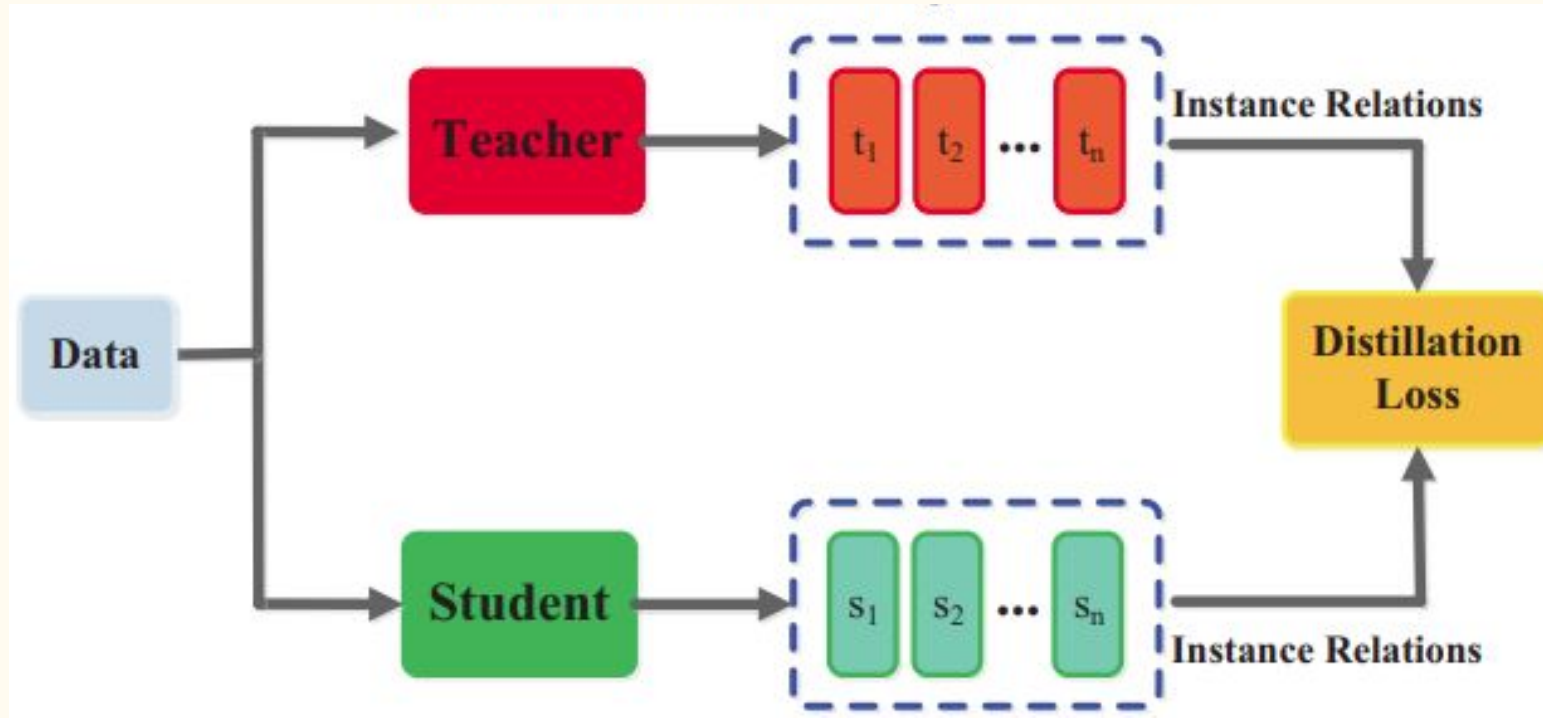 Teacher
t₁ t₂ ... tₙ
Instance Relations
Data
Distillation
Loss
Student
s₁ s₂ ... sₙ
Instance Relations